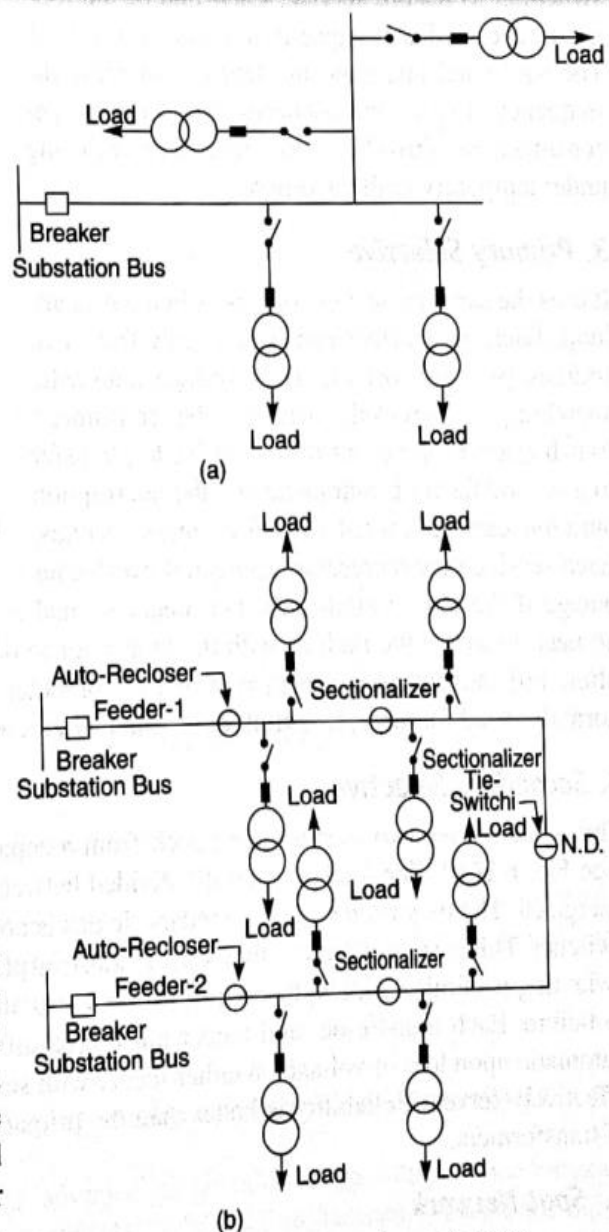 Load
Load
Breaker
Substation Bus
Load
Load
(a)
Load
Load
Auto-Recloser
Sectionalizer
Feeder-1
Breaker
Substation Bus
Sectionalizer
Tie-
Switchi
Load
Load
N.D.
Load
Load
Auto-Recloser
Sectionalizer
Feeder-2
Breaker
Substation Bus
Load
Load
(b)